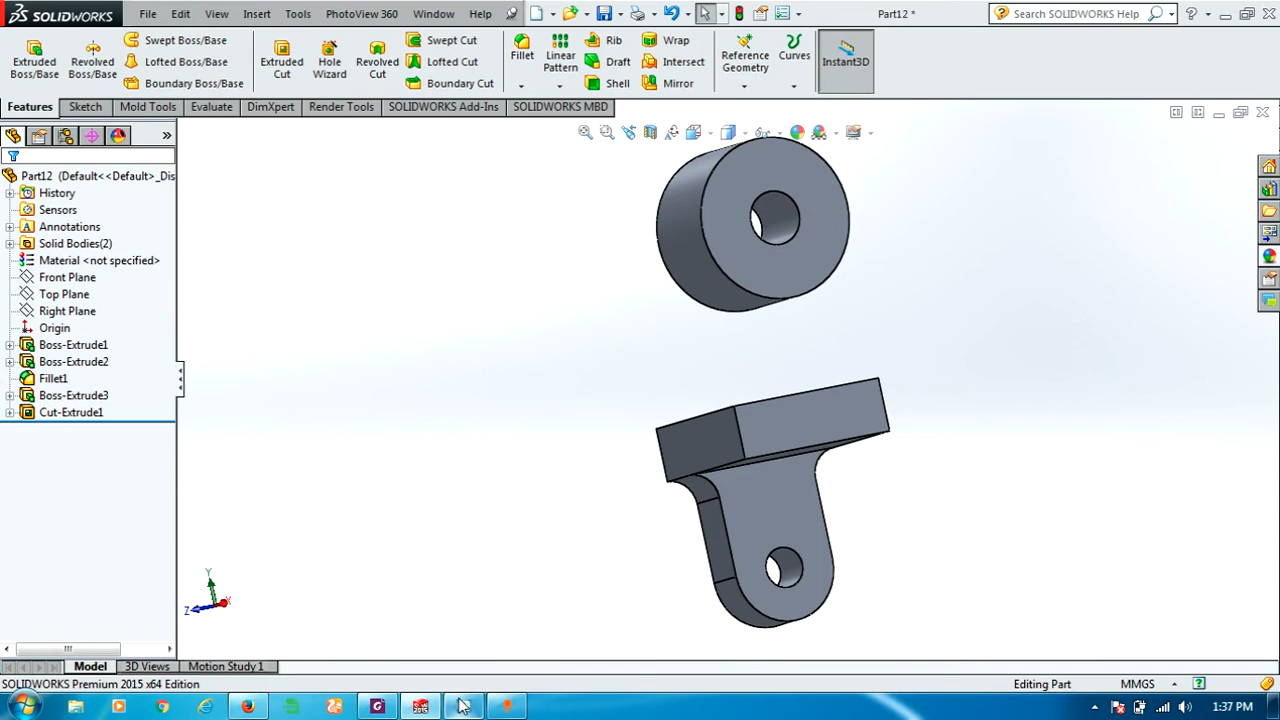 SOLIDWORKS File Edit View Insert Tools PhotoView 360 Window Help Part12 * Search SOLIDWORKS Help
Extruded Boss/Base
Revolved Boss/Base
Swept Boss/Base
Lofted Boss/Base
Boundary Boss/Base
Extruded Cut
Hole Wizard
Revolved Cut
Swept Cut
Lofted Cut
Boundary Cut
Fillet
Linear Pattern
Rib
Draft
Shell
Wrap
Intersect
Mirror
Reference Geometry
Curves
Instant3D
Features Sketch Mold Tools Evaluate DimXpert Render Tools SOLIDWORKS Add-Ins SOLIDWORKS MBD
Part12 (Default<<Default>_Dis
History
Sensors
Annotations
Solid Bodies(2)
Material <not specified>
Front Plane
Top Plane
Right Plane
Origin
Boss-Extrude1
Boss-Extrude2
Fillet1
Boss-Extrude3
Cut-Extrude1
Y
Z X
Model 3D Views Motion Study 1
SOLIDWORKS Premium 2015 x64 Edition Editing Part MMGS
1:37 PM